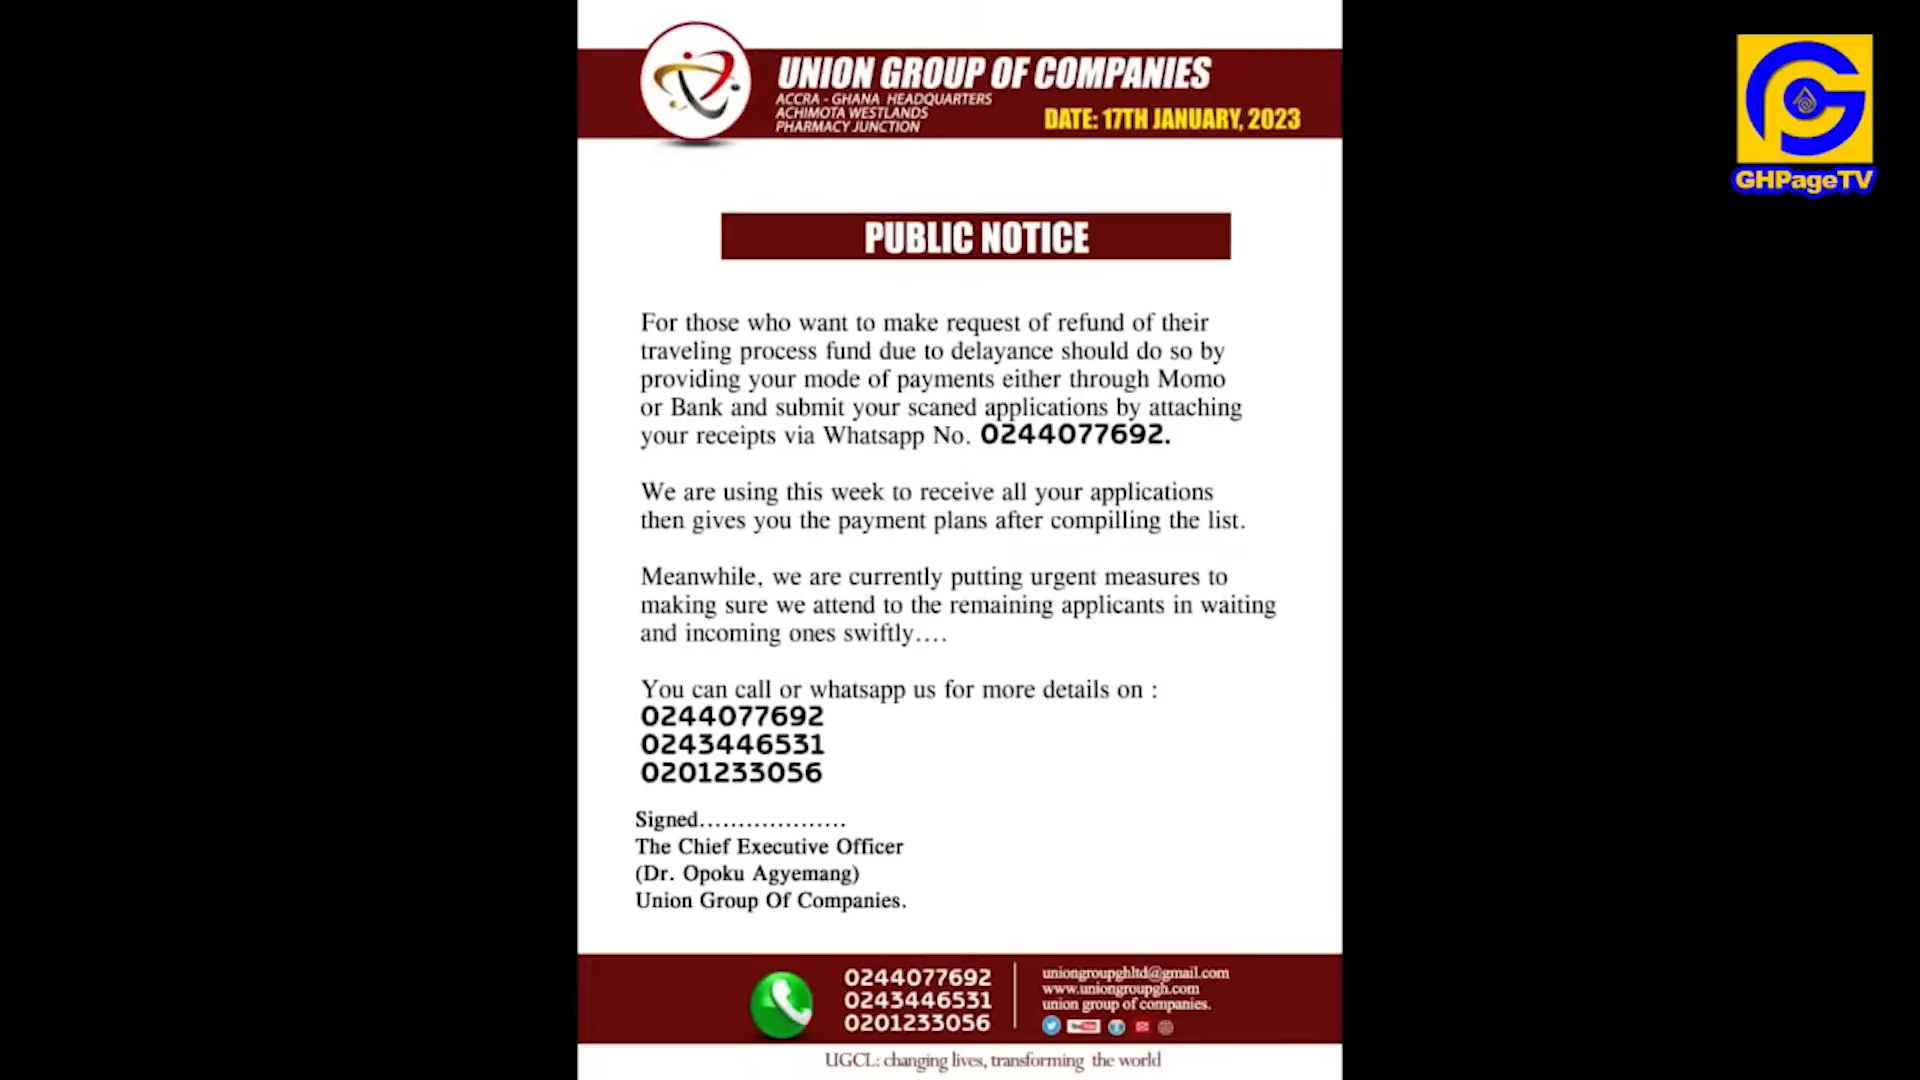 UNION GROUP OF COMPANIES
ACCRA - GHANA HEADQUARTERS
ACHIMOTA WESTLANDS
PHARMACY JUNCTION
DATE: 17TH JANUARY, 2023
GHPageTV
PUBLIC NOTICE
For those who want to make request of refund of their
traveling process fund due to delayance should do so by
providing your mode of payments either through Momo
or Bank and submit your scaned applications by attaching
your receipts via Whatsapp No. 0244077692.
We are using this week to receive all your applications
then gives you the payment plans after compilling the list.
Meanwhile, we are currently putting urgent measures to
making sure we attend to the remaining applicants in waiting
and incoming ones swiftly....
You can call or whatsapp us for more details on :
0244077692
0243446531
0201233056
Signed...................
The Chief Executive Officer
(Dr. Opoku Agyemang)
Union Group Of Companies.
0244077692
0243446531
0201233056
uniongroupghltd@gmail.com
www.uniongroupgh.com
union group of companies.
UGCL: changing lives, transforming the world